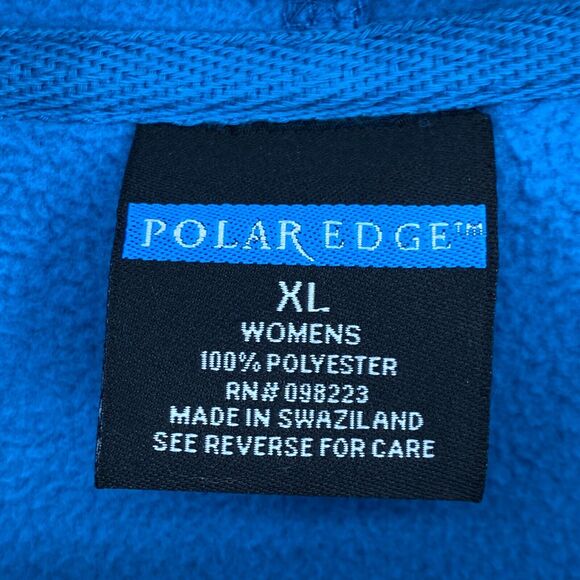 POLAR EDGE™
XL
WOMENS
100% POLYESTER
RN# 098223
MADE IN SWAZILAND
SEE REVERSE FOR CARE